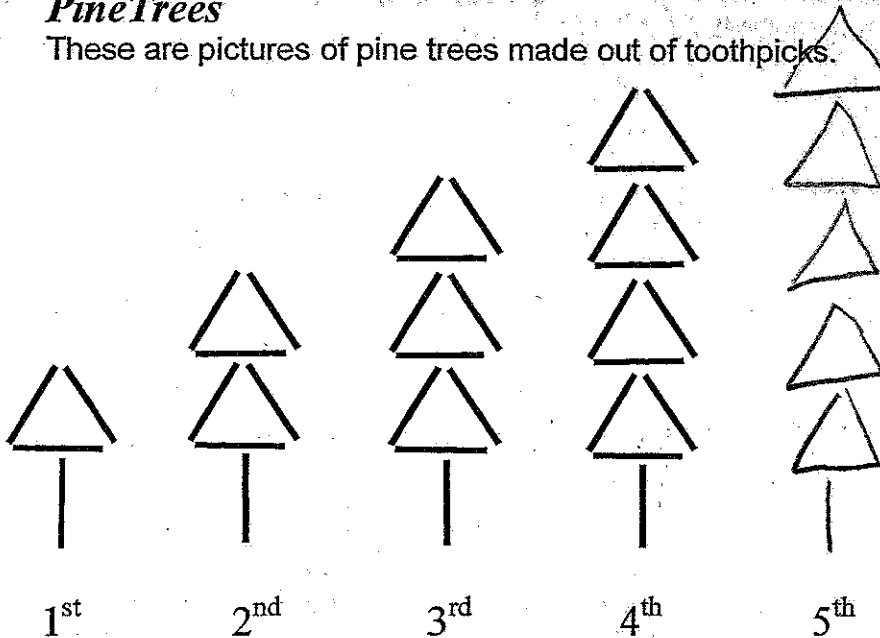 PineTrees
These are pictures of pine trees made out of toothpicks.
1st 2nd 3rd 4th 5th